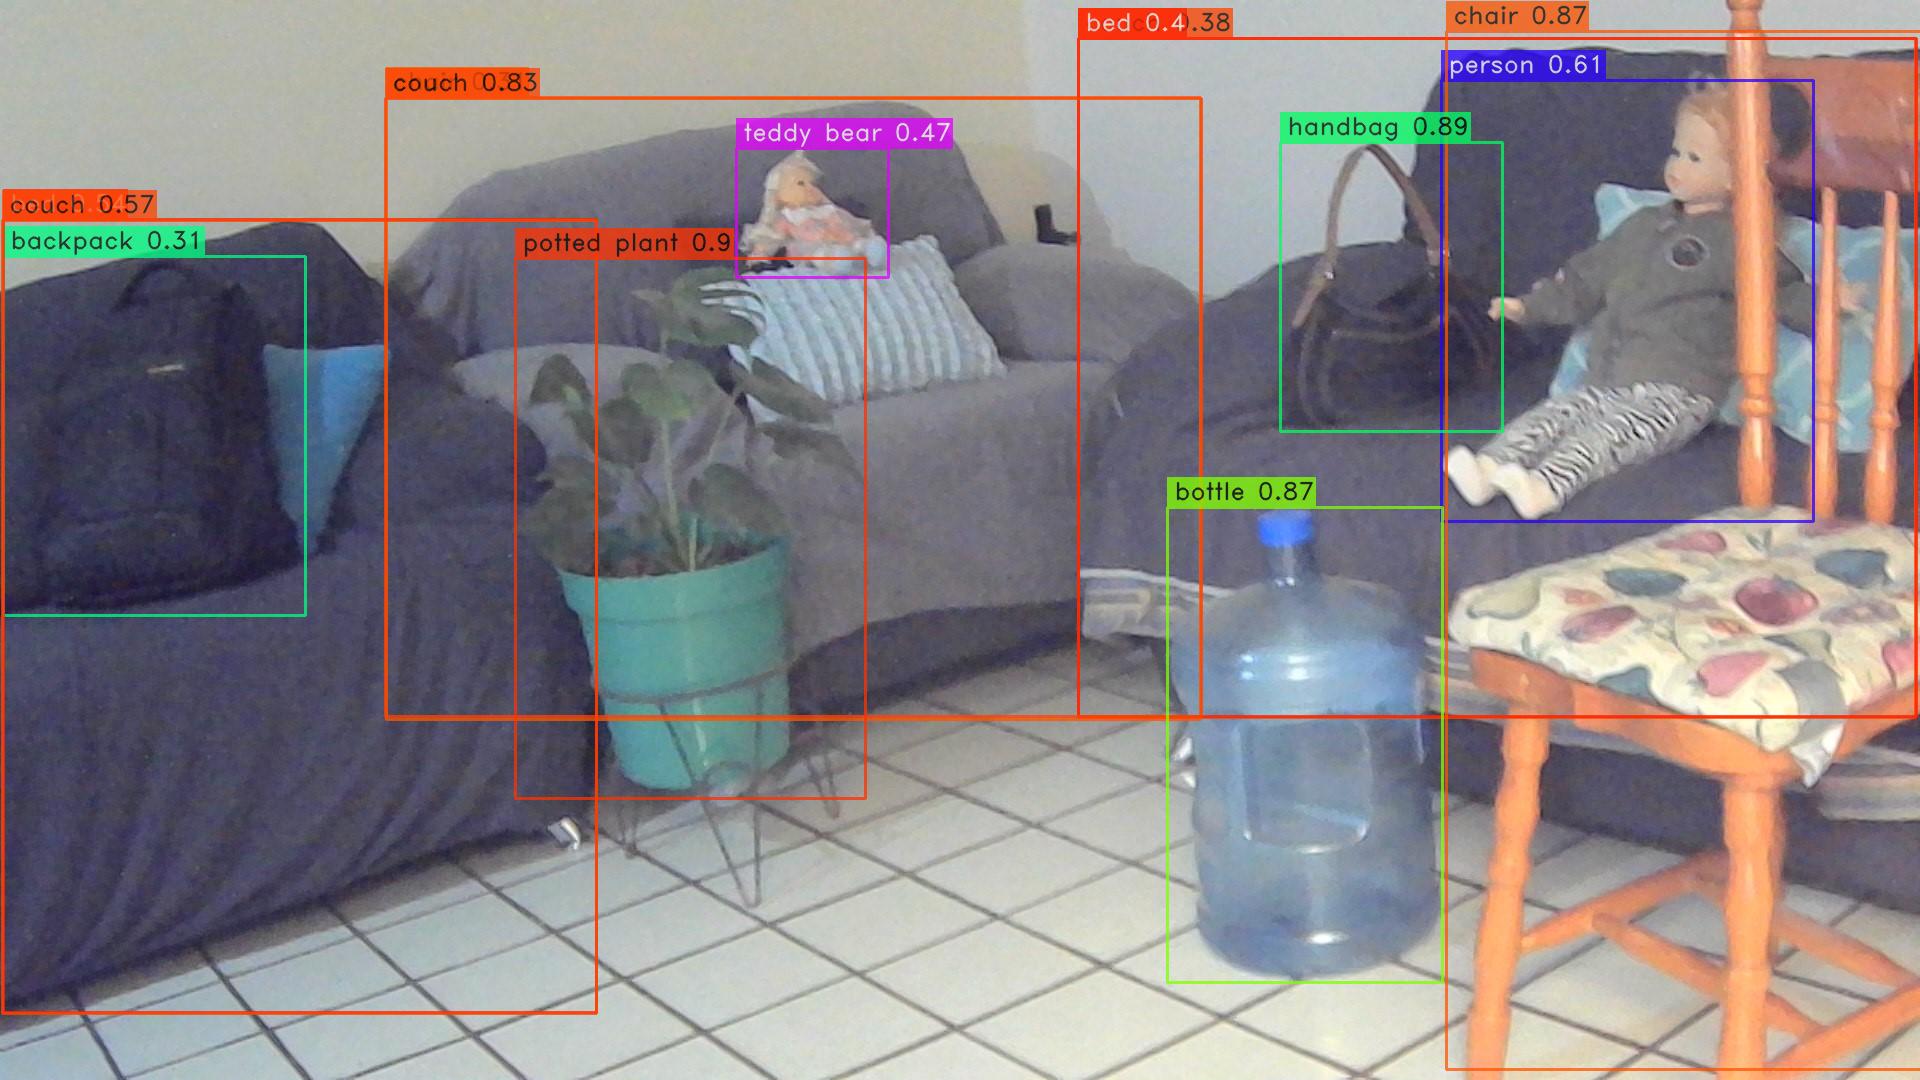 bed 0.4
.38
chair 0.87
person 0.61
couch 0.83
teddy bear 0.47
handbag 0.89
couch 0.57
backpack 0.31
potted plant 0.9
bottle 0.87